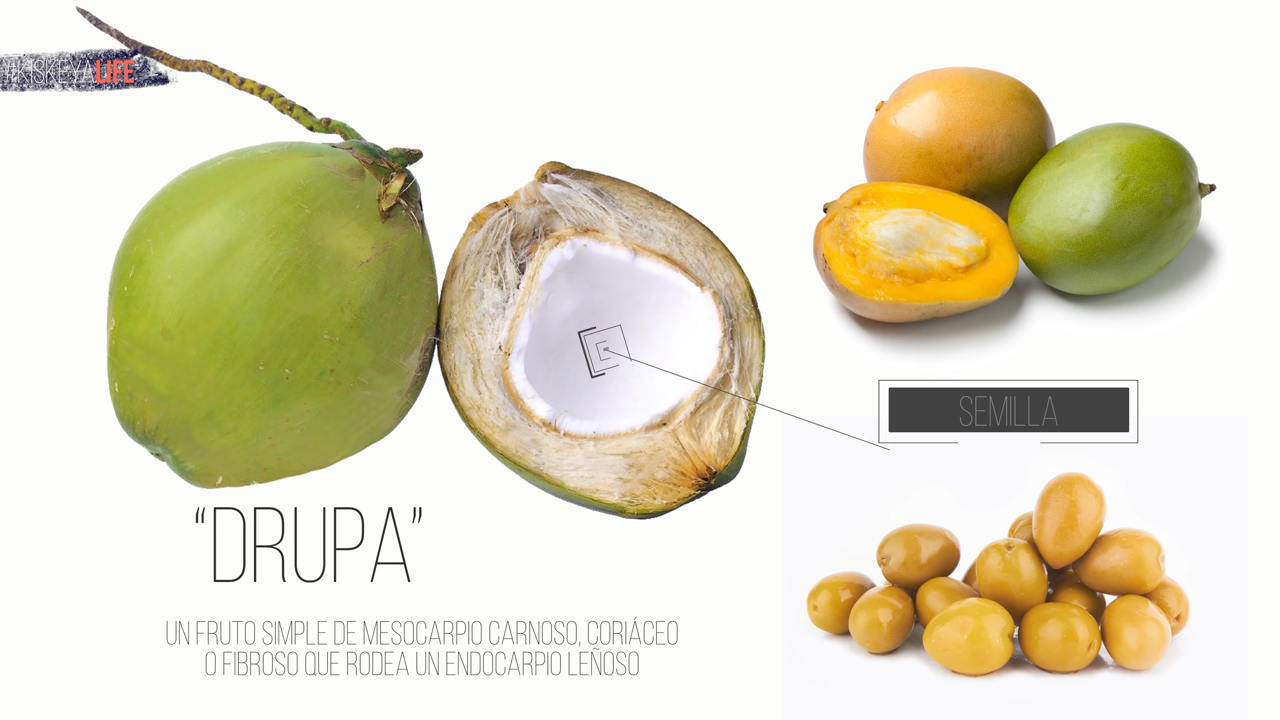 #KISKEYALIFE
SEMILLA
“DRUPA”
UN FRUTO SIMPLE DE MESOCARPIO CARNOSO, CORIÁCEO
O FIBROSO QUE RODEA UN ENDOCARPIO LEÑOSO